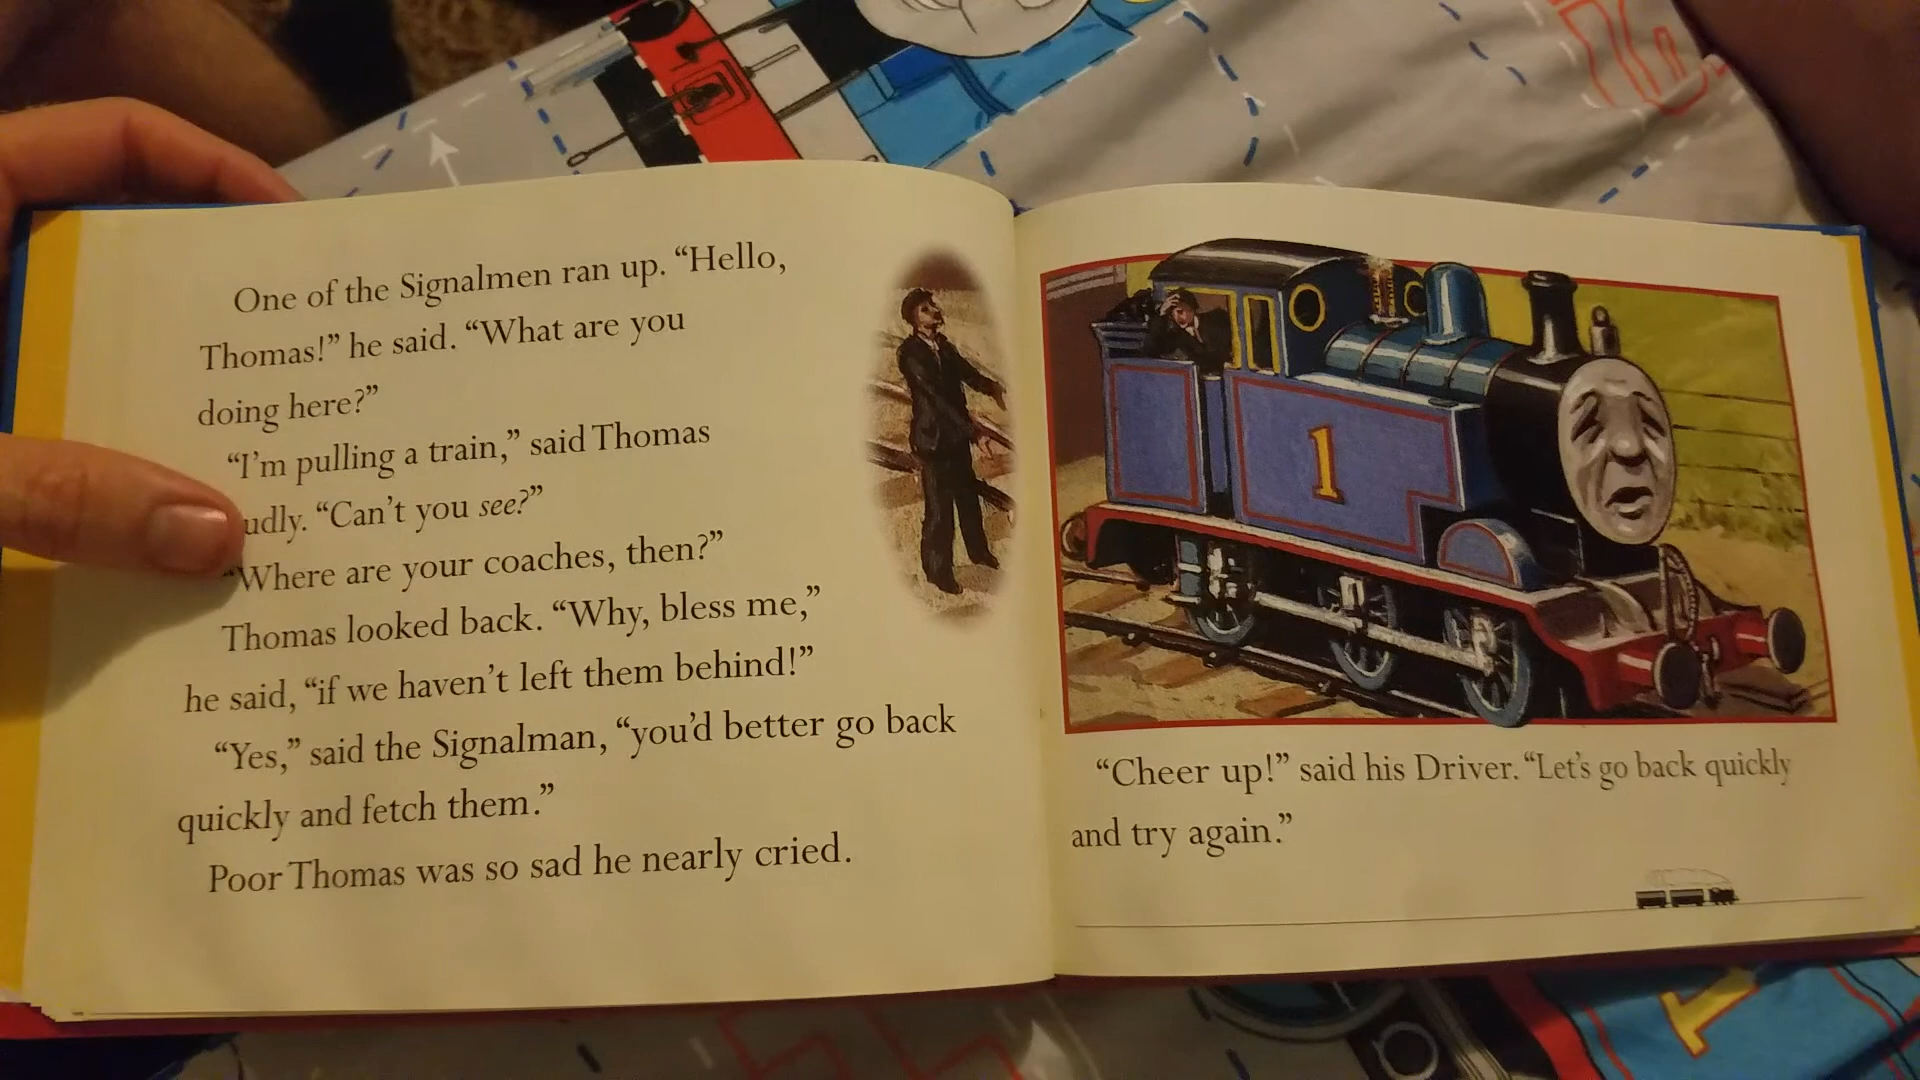 One of the Signalmen ran up. “Hello,
Thomas!” he said. “What are you
doing here?”
“I’m pulling a train,” said Thomas
udly. “Can’t you see?”
“Where are your coaches, then?”
Thomas looked back. “Why, bless me,”
he said, “if we haven’t left them behind!”
“Yes,” said the Signalman, “you’d better go back
quickly and fetch them.”
Poor Thomas was so sad he nearly cried.
1
“Cheer up!” said his Driver. “Let’s go back quickly
and try again.”
1